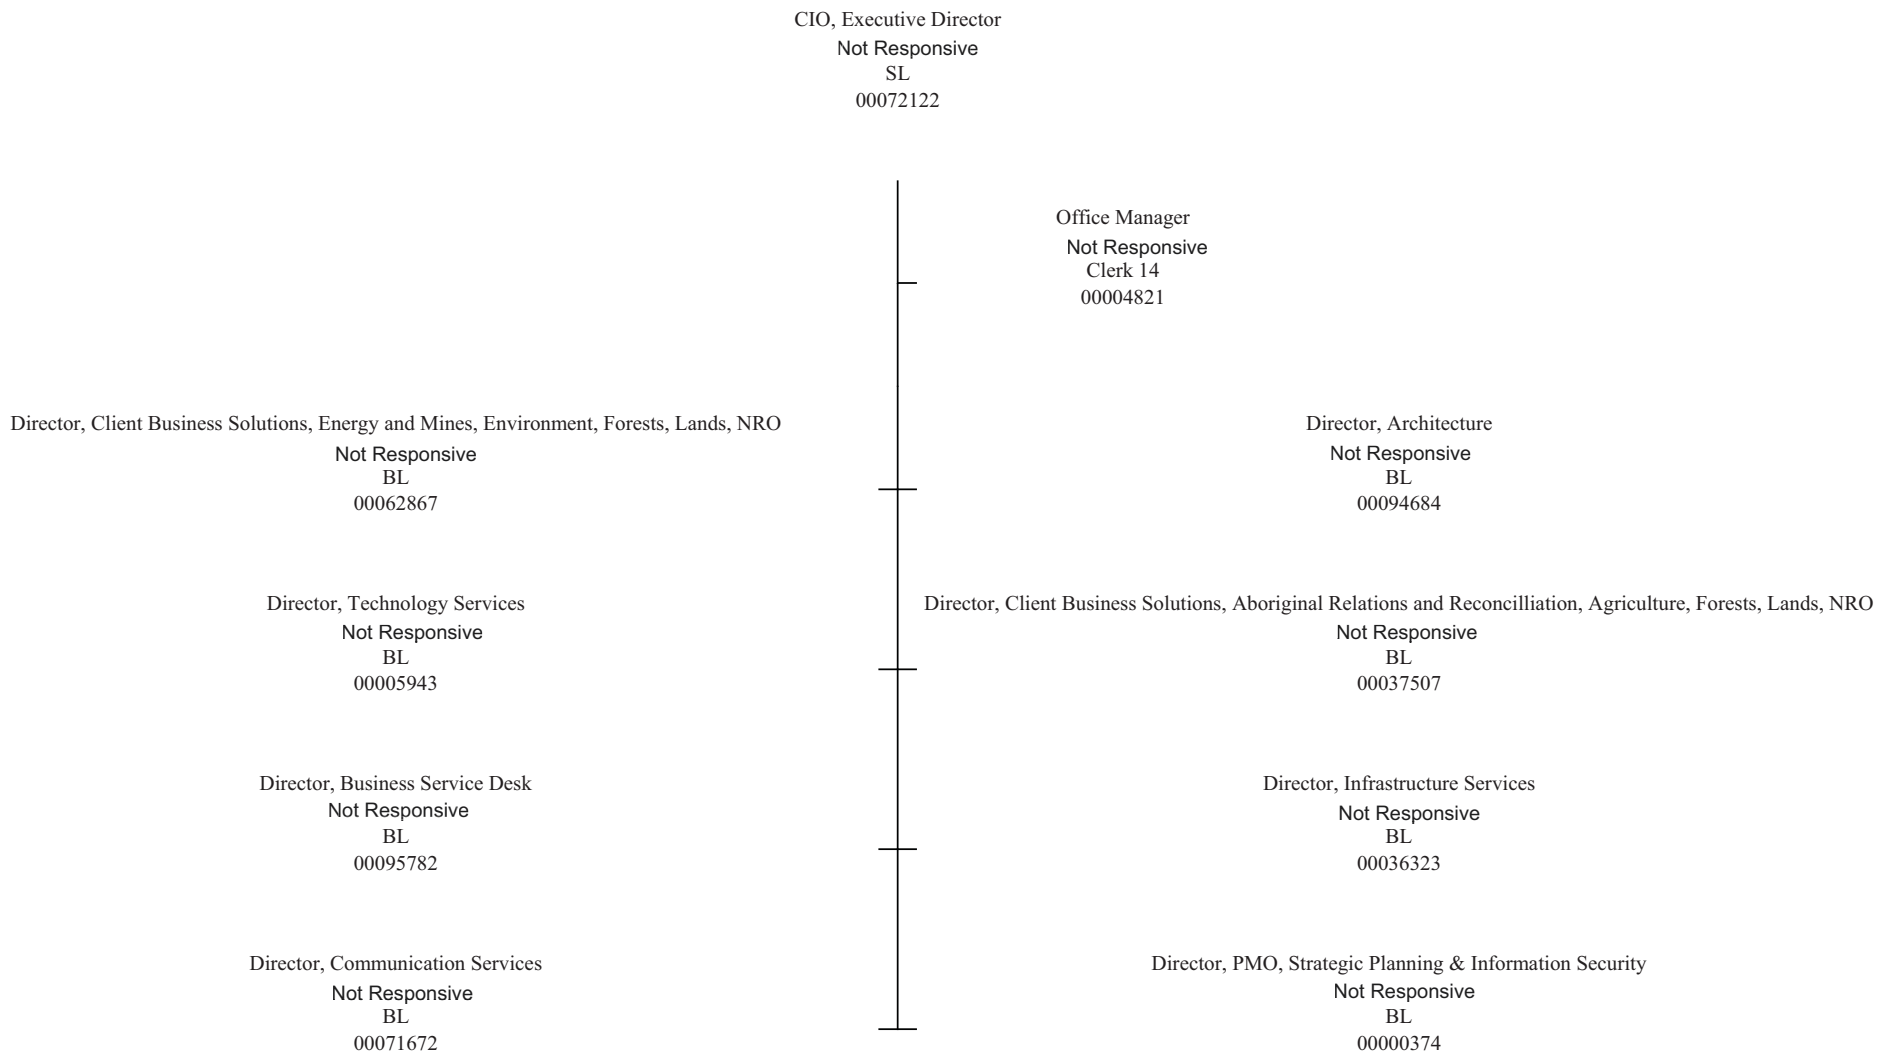 CIO, Executive Director
Not Responsive
SL
00072122
Office Manager
Not Responsive
Clerk 14
00004821
Director, Client Business Solutions, Energy and Mines, Environment, Forests, Lands, NRO
Not Responsive
BL
00062867
Director, Architecture
Not Responsive
BL
00094684
Director, Technology Services
Not Responsive
BL
00005943
Director, Client Business Solutions, Aboriginal Relations and Reconcilliation, Agriculture, Forests, Lands, NRO
Not Responsive
BL
00037507
Director, Business Service Desk
Not Responsive
BL
00095782
Director, Infrastructure Services
Not Responsive
BL
00036323
Director, Communication Services
Not Responsive
BL
00071672
Director, PMO, Strategic Planning & Information Security
Not Responsive
BL
00000374